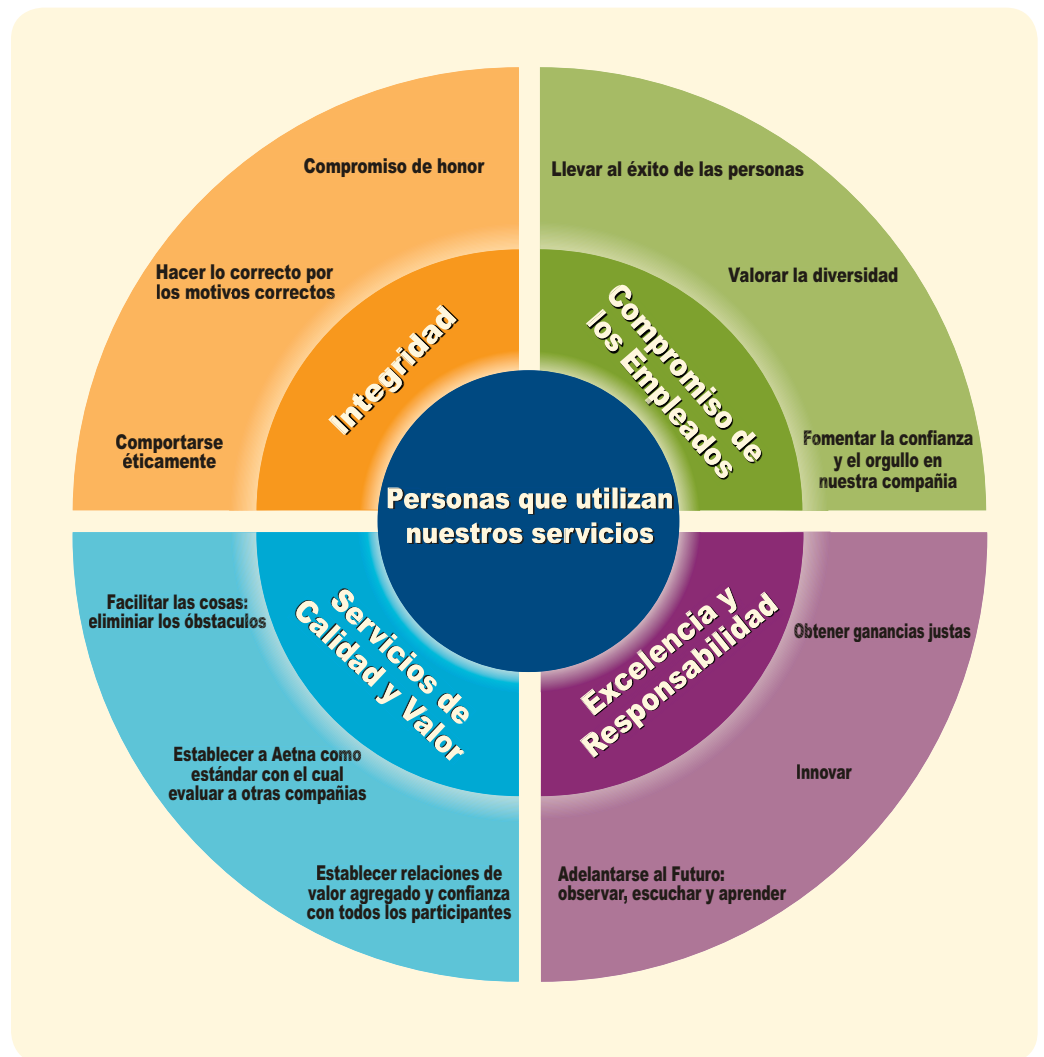 Compromiso de honor
Hacer lo correcto por
los motivos correctos
Comportarse
éticamente
Integridad
Llevar al éxito de las personas
Valorar la diversidad
Fomentar la confianza
y el orgullo en
nuestra compañia
Compromiso de
los Empleados
Personas que utilizan
nuestros servicios
Facilitar las cosas:
eliminiar los óbstaculos
Establecer a Aetna como
estándar con el cual
evaluar a otras compañias
Establecer relaciones de
valor agregado y confianza
con todos los participantes
Servicios de
Calidad y Valor
Excelencia y
Responsabilidad
Obtener ganancias justas
Innovar
Adelantarse al Futuro:
observar, escuchar y aprender